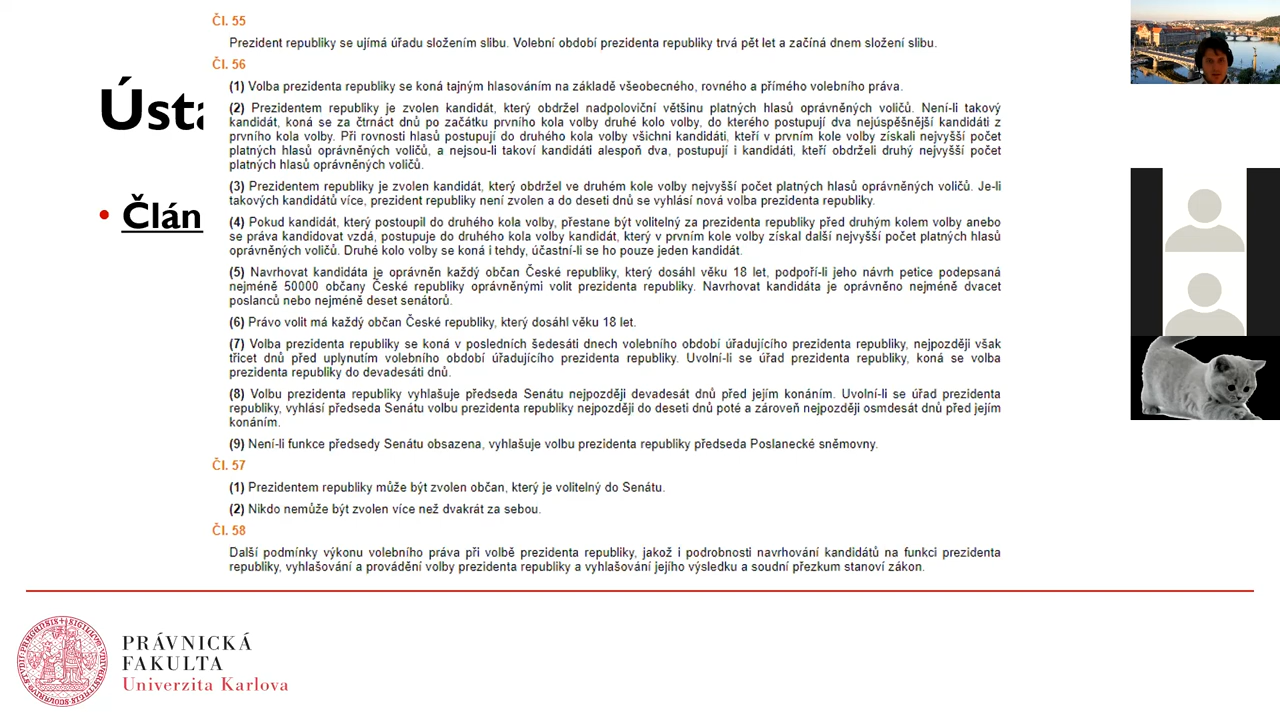 Čl. 55
Prezident republiky se ujímá úřadu složením slibu. Volební období prezidenta republiky trvá pět let a začíná dnem složení slibu.
Čl. 56
(1) Volba prezidenta republiky se koná tajným hlasováním na základě všeobecného, rovného a přímého volebního práva.
(2) Prezidentem republiky je zvolen kandidát, který obdržel nadpoloviční většinu platných hlasů oprávněných voličů. Není-li takový
kandidát, koná se za čtrnáct dnů po začátku prvního kola volby druhé kolo volby, do kterého postupují dva nejúspěšnější kandidáti z
prvního kola volby. Při rovnosti hlasů postupují do druhého kola volby všichni kandidáti, kteří v prvním kole volby získali nejvyšší počet
platných hlasů oprávněných voličů, a nejsou-li takoví kandidáti alespoň dva, postupují i kandidáti, kteří obdrželi druhý nejvyšší počet
platných hlasů oprávněných voličů.
(3) Prezidentem republiky je zvolen kandidát, který obdržel ve druhém kole volby nejvyšší počet platných hlasů oprávněných voličů. Je-li
takových kandidátů více, prezident republiky není zvolen a do deseti dnů se vyhlásí nová volba prezidenta republiky.
(4) Pokud kandidát, který postoupil do druhého kola volby, přestane být volitelný za prezidenta republiky před druhým kolem volby anebo
se práva kandidovat vzdá, postupuje do druhého kola volby kandidát, který v prvním kole volby získal další nejvyšší počet platných hlasů
oprávněných voličů. Druhé kolo volby se koná i tehdy, účastní-li se ho pouze jeden kandidát.
(5) Navrhovat kandidáta je oprávněn každý občan České republiky, který dosáhl věku 18 let, podpoří-li jeho návrh petice podepsaná
nejméně 50000 občany České republiky oprávněnými volit prezidenta republiky. Navrhovat kandidáta je oprávněno nejméně dvacet
poslanců nebo nejméně deset senátorů.
(6) Právo volit má každý občan České republiky, který dosáhl věku 18 let.
(7) Volba prezidenta republiky se koná v posledních šedesáti dnech volebního období úřadujícího prezidenta republiky, nejpozději však
třicet dnů před uplynutím volebního období úřadujícího prezidenta republiky. Uvolní-li se úřad prezidenta republiky, koná se volba
prezidenta republiky do devadesáti dnů.
(8) Volbu prezidenta republiky vyhlašuje předseda Senátu nejpozději devadesát dnů před jejím konáním. Uvolní-li se úřad prezidenta
republiky, vyhlásí předseda Senátu volbu prezidenta republiky nejpozději do deseti dnů poté a zároveň nejpozději osmdesát dnů před jejím
konáním.
(9) Není-li funkce předsedy Senátu obsazena, vyhlašuje volbu prezidenta republiky předseda Poslanecké sněmovny.
Čl. 57
(1) Prezidentem republiky může být zvolen občan, který je volitelný do Senátu.
(2) Nikdo nemůže být zvolen více než dvakrát za sebou.
Čl. 58
Další podmínky výkonu volebního práva při volbě prezidenta republiky, jakož i podrobnosti navrhování kandidátů na funkci prezidenta
republiky, vyhlašování a provádění volby prezidenta republiky a vyhlašování jejího výsledku a soudní přezkum stanoví zákon.
PRÁVNICKÁ
FAKULTA
Univerzita Karlova